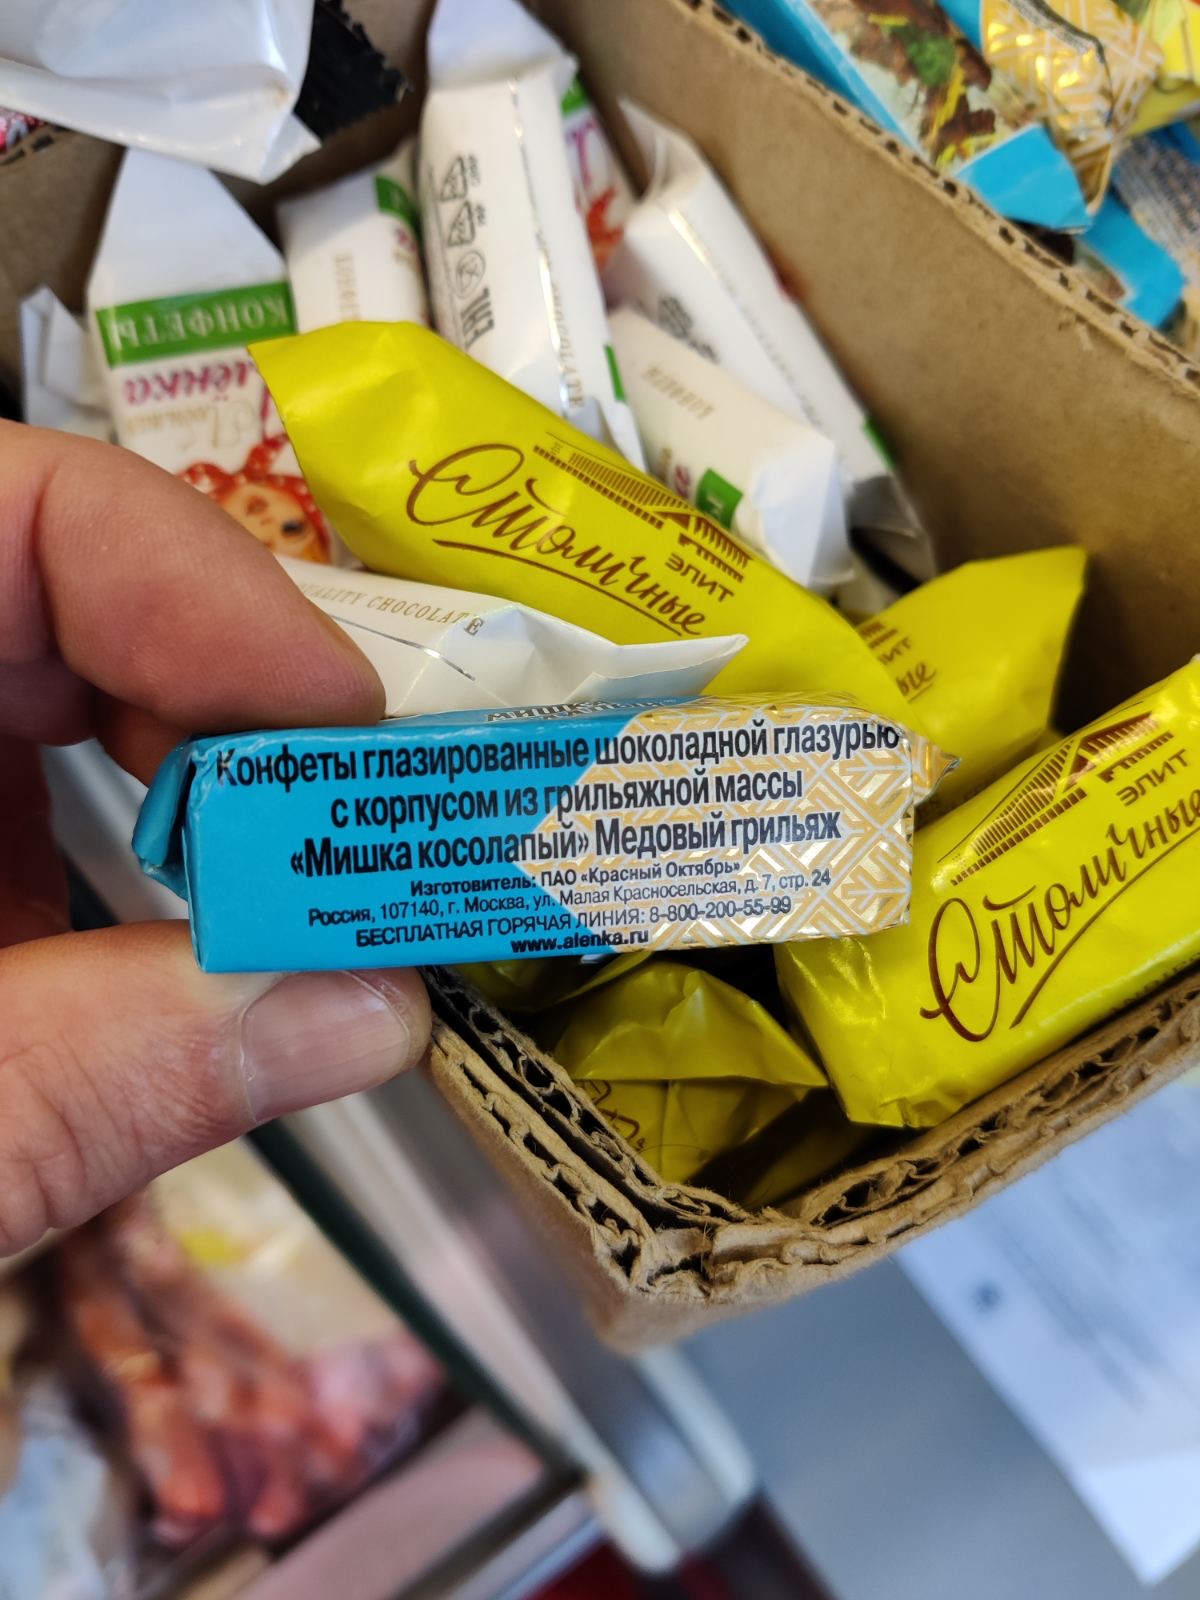 КОНФЕТЫ
Алёнка
QUALITY CHOCOLATE
Столичные
ЭЛИТ
ЭЛИТ
Столичные
Конфеты глазированные шоколадной глазурью
с корпусом из грильяжной массы
«Мишка косолапый» Медовый грильяж
Изготовитель: ПАО «Красный Октябрь»
Россия, 107140, г. Москва, ул. Малая Красносельская, д. 7, стр. 24
БЕСПЛАТНАЯ ГОРЯЧАЯ ЛИНИЯ: 8-800-200-55-99
www.alenka.ru